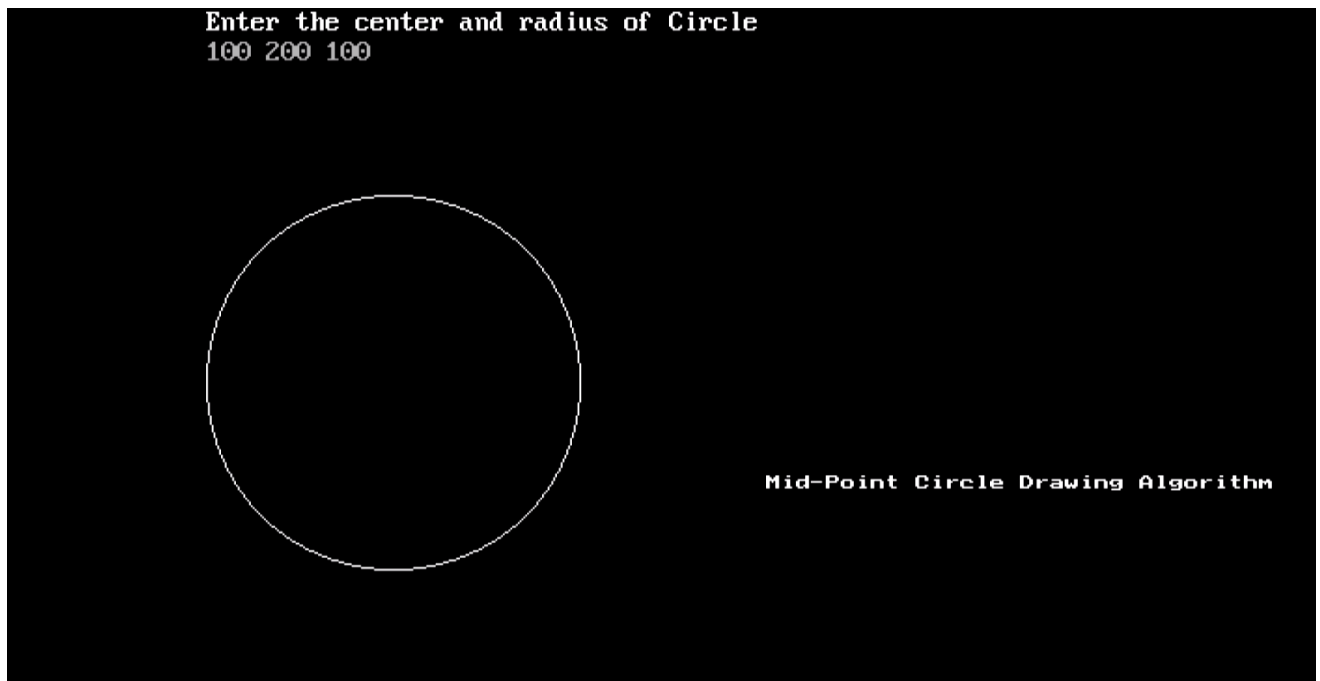 Enter the center and radius of Circle
100 200 100
Mid-Point Circle Drawing Algorithm